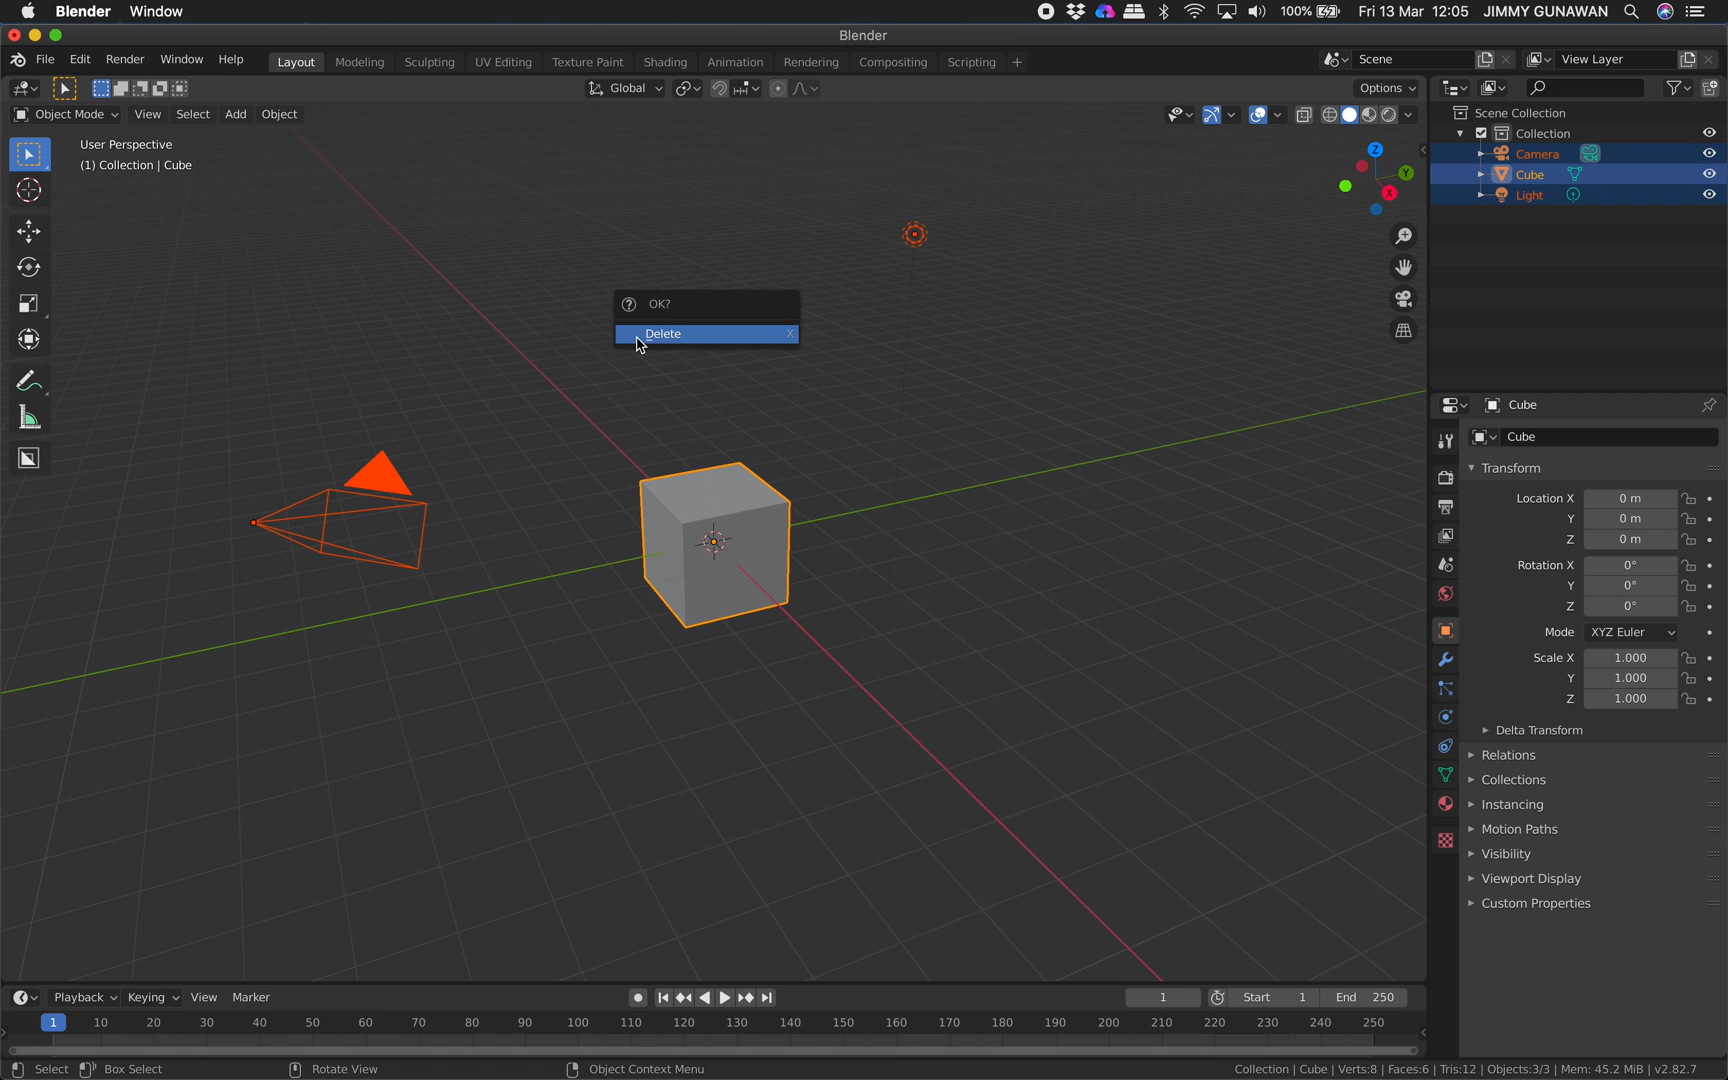 Blender Window 100% Fri 13 Mar 12:05 JIMMY GUNAWAN
Blender
File Edit Render Window Help Layout Modeling Sculpting UV Editing Texture Paint Shading Animation Rendering Compositing Scripting + Scene View Layer
Global Options
Object Mode View Select Add Object
User Perspective
(1) Collection | Cube
Z
Y
X
OK?
Delete X
Scene Collection
Collection
Camera
Cube
Light
Cube
Cube
Transform
Location X 0 m
Y 0 m
Z 0 m
Rotation X 0°
Y 0°
Z 0°
Mode XYZ Euler
Scale X 1.000
Y 1.000
Z 1.000
Delta Transform
Relations
Collections
Instancing
Motion Paths
Visibility
Viewport Display
Custom Properties
Playback Keying View Marker 1 Start 1 End 250
1 10 20 30 40 50 60 70 80 90 100 110 120 130 140 150 160 170 180 190 200 210 220 230 240 250
Select Box Select Rotate View Object Context Menu Collection | Cube | Verts:8 | Faces:6 | Tris:12 | Objects:3/3 | Mem: 45.2 MiB | v2.82.7